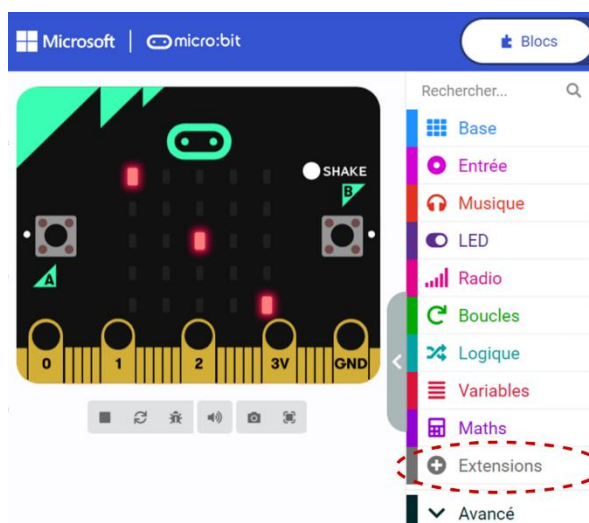 Microsoft micro:bit Blocs
Rechercher...
Base
Entrée
Musique
LED
Radio
Boucles
Logique
Variables
Maths
Extensions
Avancé
SHAKE
B
A
0 1 2 3V GND